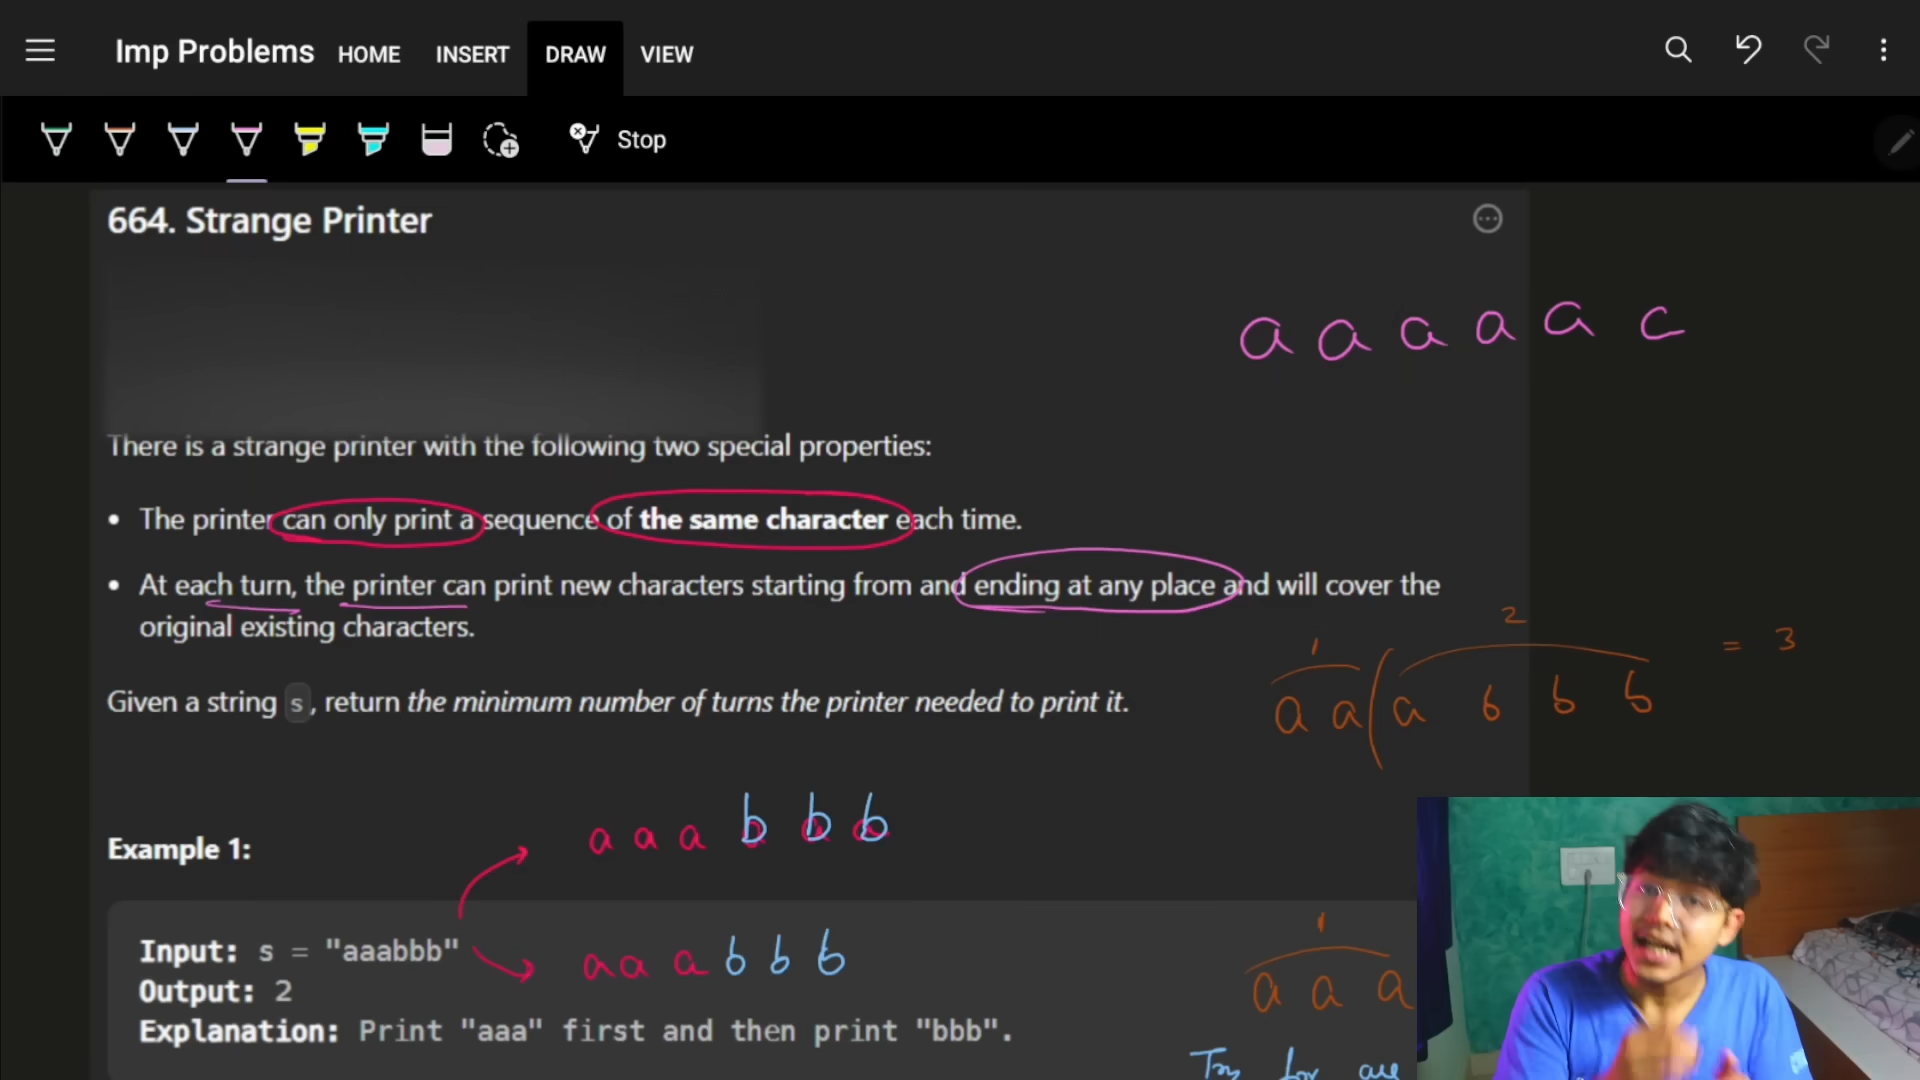 Imp Problems HOME INSERT DRAW VIEW
Stop
664. Strange Printer
a a a a a c
There is a strange printer with the following two special properties:
• The printer can only print a sequence of the same character each time.
• At each turn, the printer can print new characters starting from and ending at any place and will cover the
original existing characters.
1 2 = 3
a a ( a b b b
Given a string s, return the minimum number of turns the printer needed to print it.
a a a b b b
Example 1:
Input: s = "aaabbb"
a a a b b b
1
a a a
Output: 2
Explanation: Print "aaa" first and then print "bbb".
Try for all